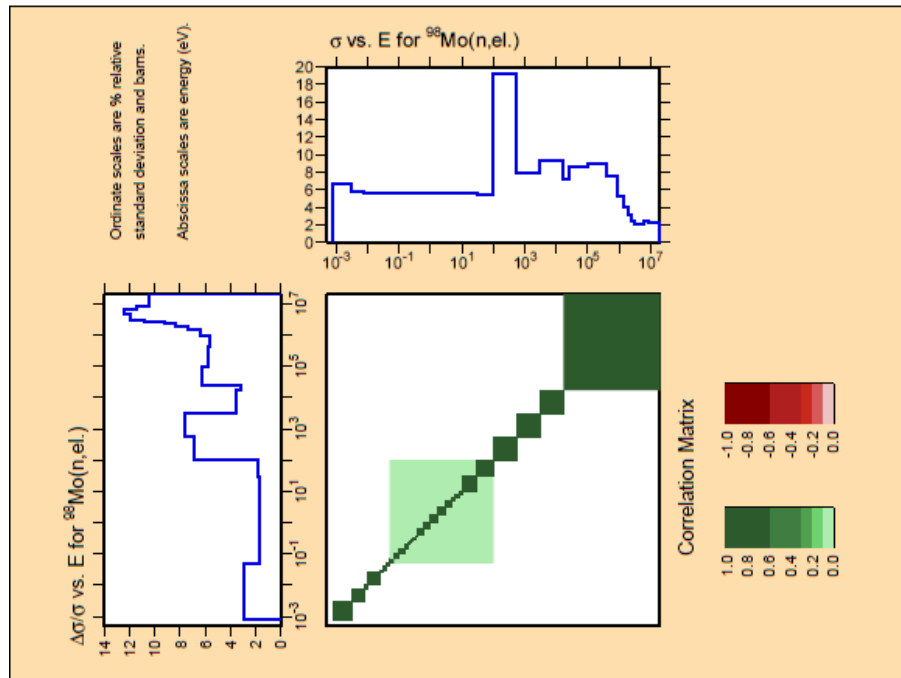 σ vs. E for ⁹⁸Mo(n,el.)
20
18
16
14
12
10
8
6
4
2
0
10⁻³ 10⁻¹ 10¹ 10³ 10⁵ 10⁷
Ordinate scales are % relative
standard deviation and barns.
Abscissa scales are energy (eV).
Δσ/σ vs. E for ⁹⁸Mo(n,el.)
14 12 10 8 6 4 2 0
10⁻³ 10⁻¹ 10¹ 10³ 10⁵ 10⁷
Correlation Matrix
1.0 0.8 0.6 0.4 0.2 0.0
-1.0 -0.8 -0.6 -0.4 -0.2 0.0